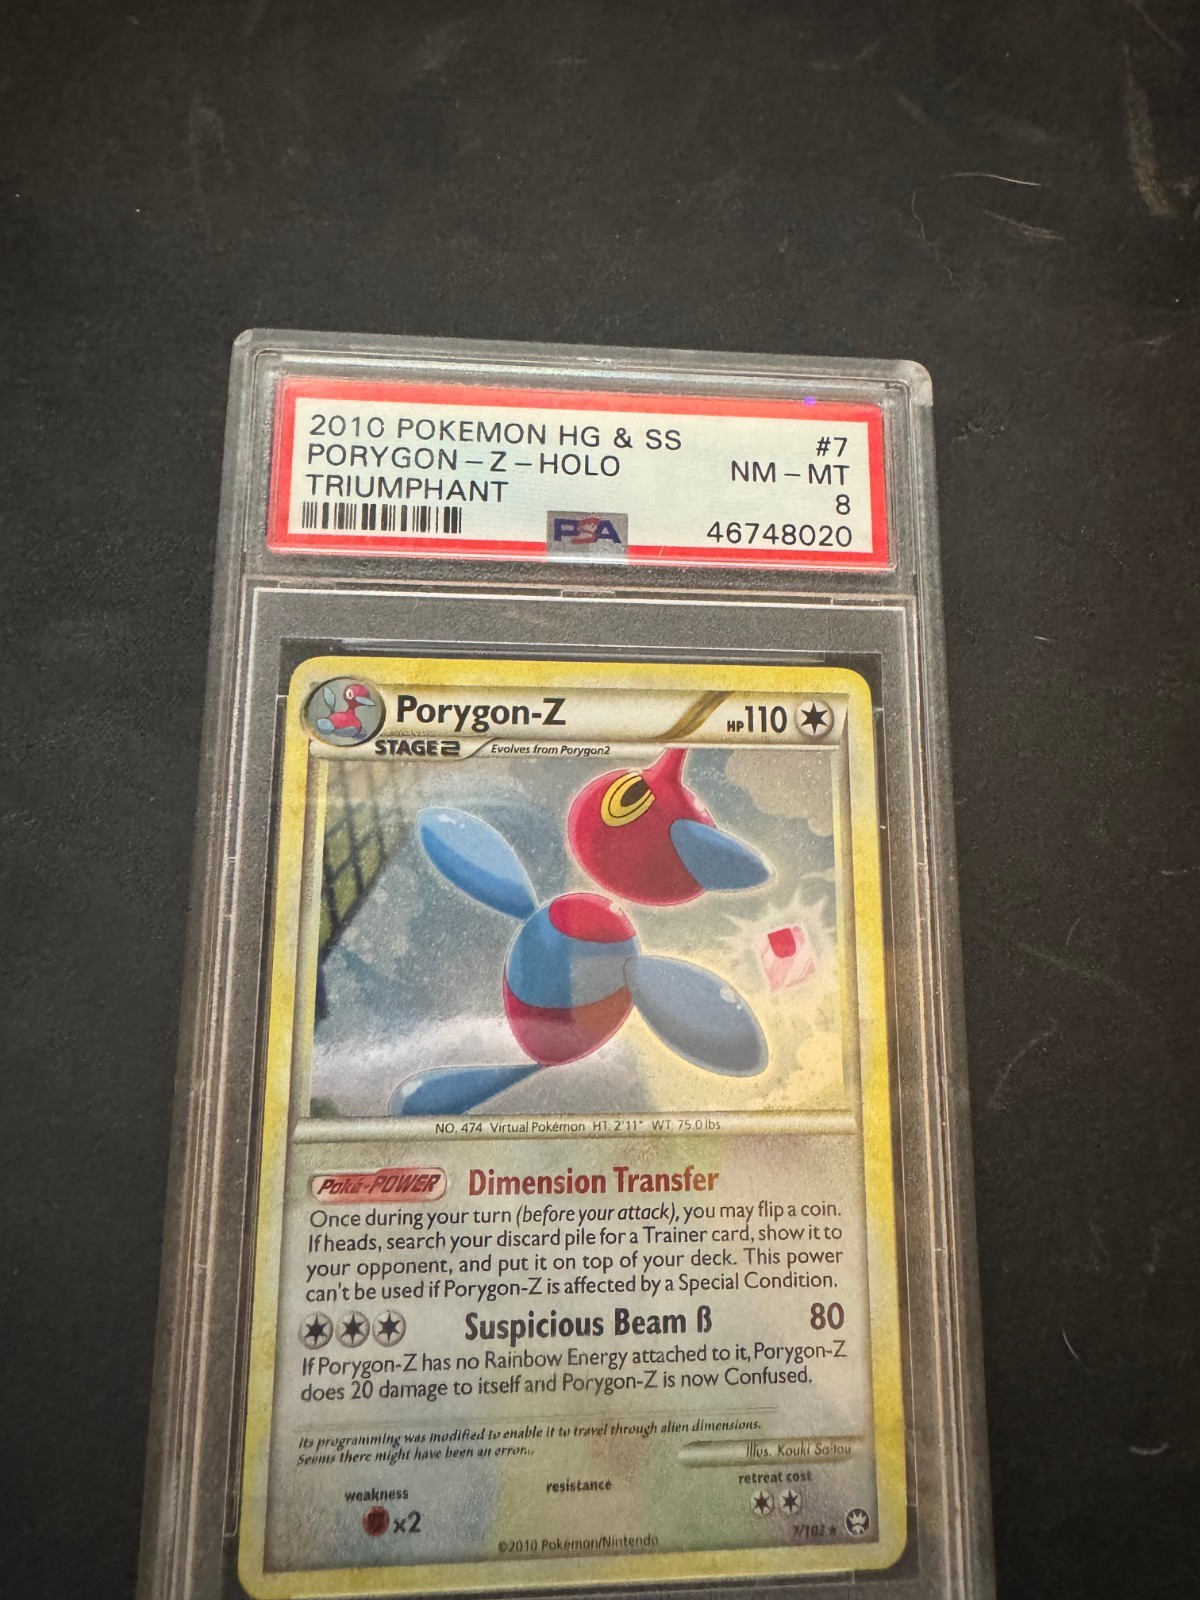 2010 POKEMON HG & SS #7
PORYGON-Z-HOLO NM-MT
TRIUMPHANT 8
PSA 46748020
Porygon-Z HP110
STAGE 2 Evolves from Porygon2
NO. 474 Virtual Pokémon HT. 2'11" WT. 75.0 lbs.
Poké-POWER Dimension Transfer
Once during your turn (before your attack), you may flip a coin.
If heads, search your discard pile for a Trainer card, show it to
your opponent, and put it on top of your deck. This power
can't be used if Porygon-Z is affected by a Special Condition.
Suspicious Beam β 80
If Porygon-Z has no Rainbow Energy attached to it, Porygon-Z
does 20 damage to itself and Porygon-Z is now Confused.
Its programming was modified to enable it to travel through alien dimensions.
Seems there might have been an error...
Illus. Kouki Saitou
weakness resistance retreat cost
x2
7/102
©2010 Pokémon/Nintendo